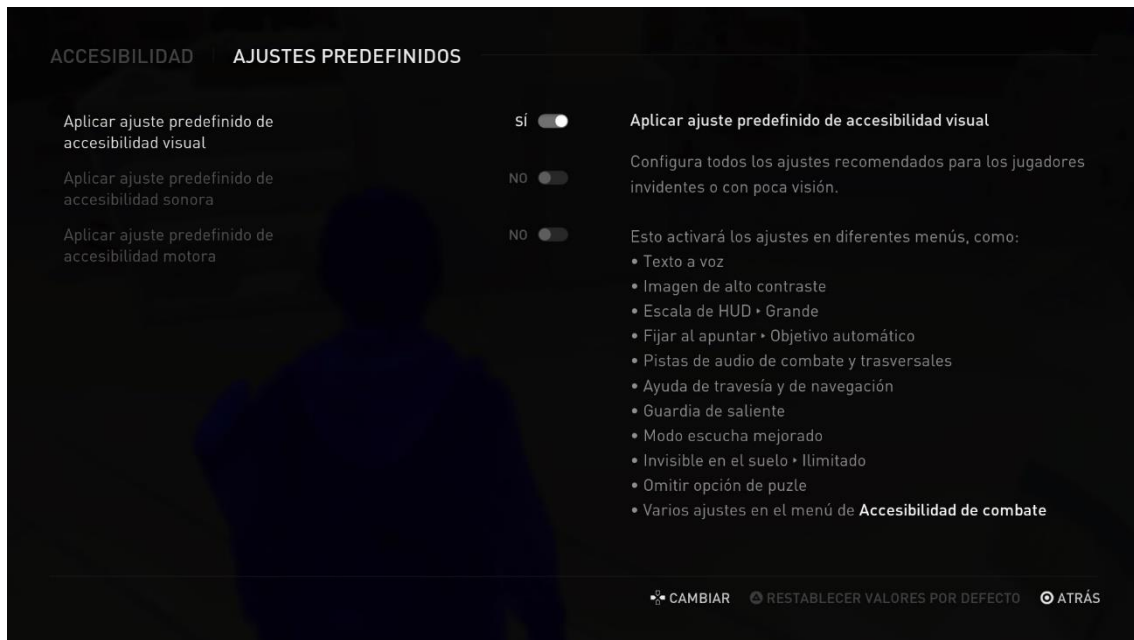 ACCESIBILIDAD
AJUSTES PREDEFINIDOS
Aplicar ajuste predefinido de
accesibilidad visual
SÍ
Aplicar ajuste predefinido de
accesibilidad sonora
NO
Aplicar ajuste predefinido de
accesibilidad motora
NO
Aplicar ajuste predefinido de accesibilidad visual
Configura todos los ajustes recomendados para los jugadores
invidentes o con poca visión.
Esto activará los ajustes en diferentes menús, como:
• Texto a voz
• Imagen de alto contraste
• Escala de HUD ‣ Grande
• Fijar al apuntar ‣ Objetivo automático
• Pistas de audio de combate y trasversales
• Ayuda de travesía y de navegación
• Guardia de saliente
• Modo escucha mejorado
• Invisible en el suelo ‣ Ilimitado
• Omitir opción de puzle
• Varios ajustes en el menú de Accesibilidad de combate
CAMBIAR RESTABLECER VALORES POR DEFECTO ATRÁS